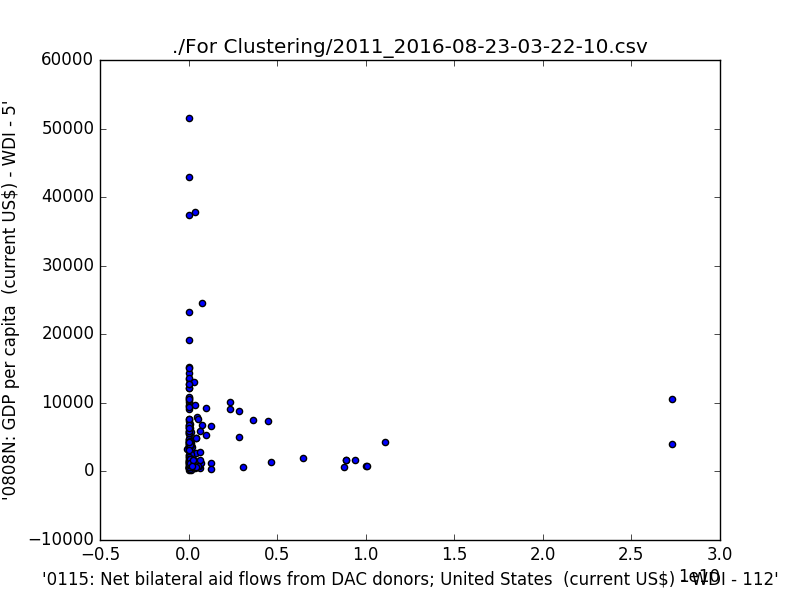 ./For Clustering/2011_2016-08-23-03-22-10.csv
60000
50000
40000
30000
20000
10000
0
−10000
'0808N: GDP per capita  (current US$) - WDI - 5'
−0.5 0.0 0.5 1.0 1.5 2.0 2.5 3.0
1e10
'0115: Net bilateral aid flows from DAC donors; United States  (current US$) - WDI - 112'